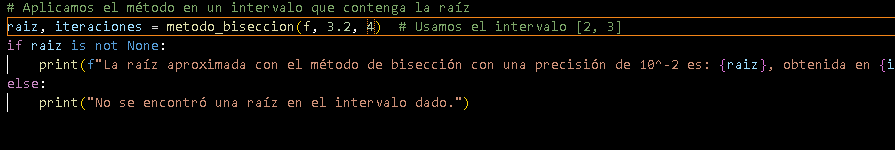 # Aplicamos el método en un intervalo que contenga la raíz
raiz, iteraciones = metodo_biseccion(f, 3.2, 4)  # Usamos el intervalo [2, 3]
if raiz is not None:
    print(f"La raíz aproximada con el método de bisección con una precisión de 10^-2 es: {raiz}, obtenida en {i
else:
    print("No se encontró una raíz en el intervalo dado.")